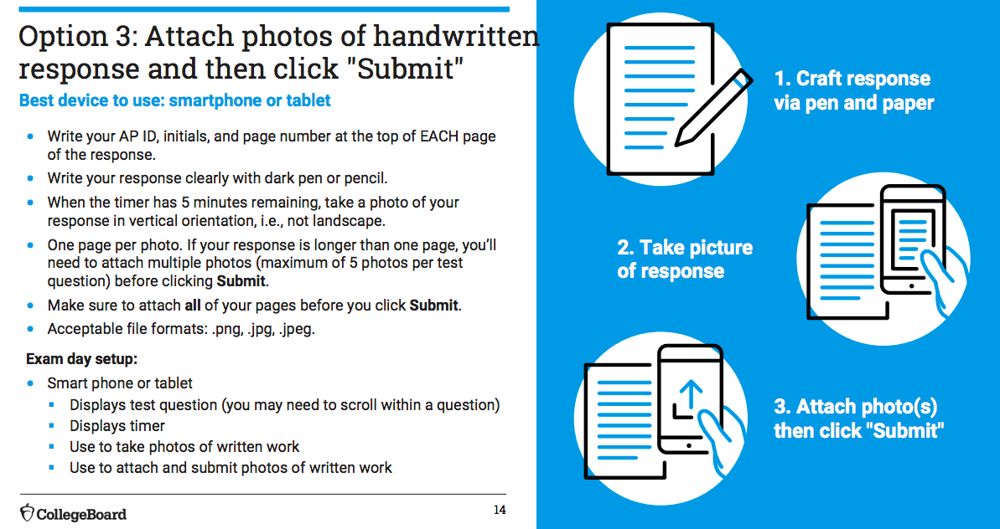 Option 3: Attach photos of handwritten
response and then click "Submit"
Best device to use: smartphone or tablet
• Write your AP ID, initials, and page number at the top of EACH page
of the response.
• Write your response clearly with dark pen or pencil.
• When the timer has 5 minutes remaining, take a photo of your
response in vertical orientation, i.e., not landscape.
• One page per photo. If your response is longer than one page, you’ll
need to attach multiple photos (maximum of 5 photos per test
question) before clicking Submit.
• Make sure to attach all of your pages before you click Submit.
• Acceptable file formats: .png, .jpg, .jpeg.
Exam day setup:
• Smart phone or tablet
▪ Displays test question (you may need to scroll within a question)
▪ Displays timer
▪ Use to take photos of written work
▪ Use to attach and submit photos of written work
CollegeBoard
14
1. Craft response
via pen and paper
2. Take picture
of response
3. Attach photo(s)
then click "Submit"